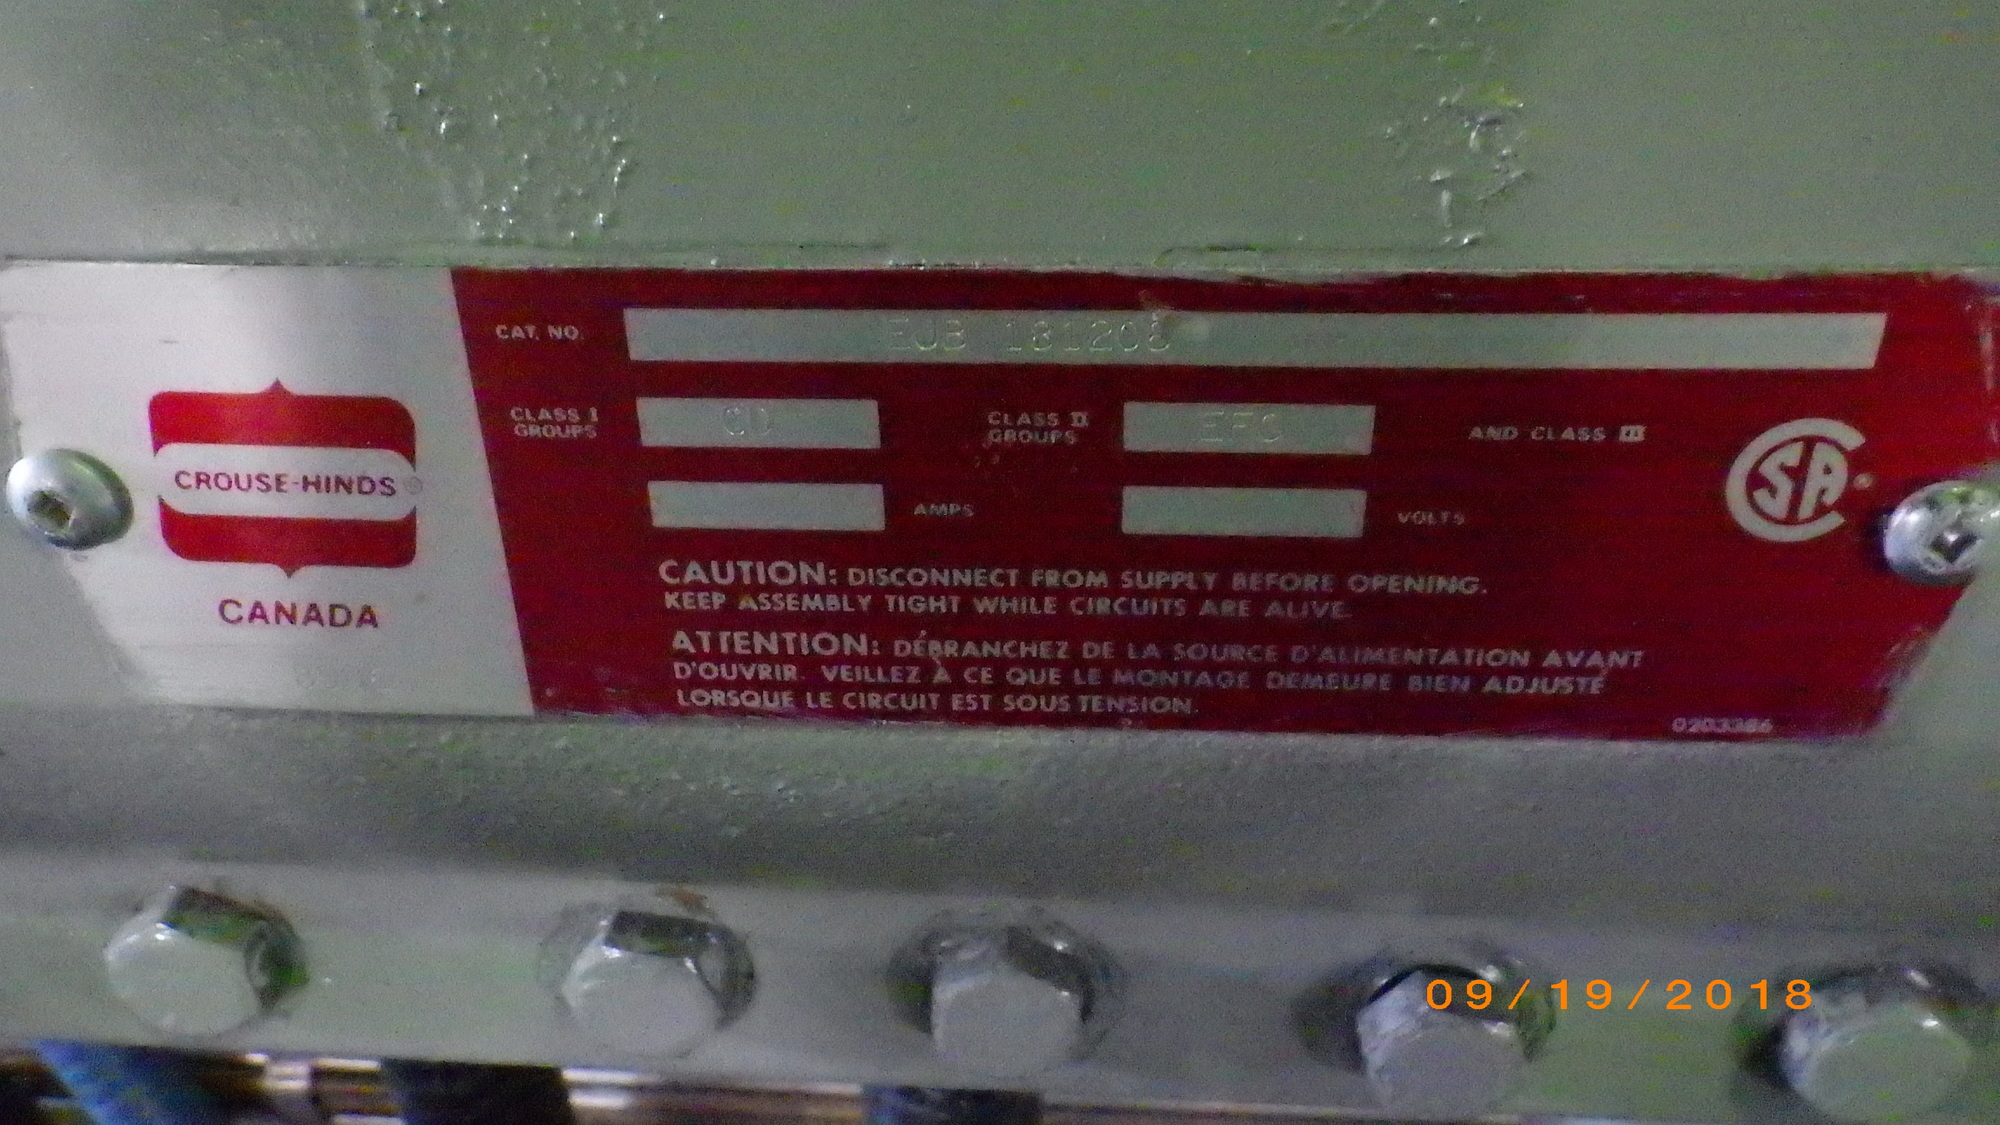 CAT. NO. EJB 181208
CLASS I GROUPS CD CLASS II GROUPS EFG AND CLASS III
AMPS VOLTS
CROUSE-HINDS
CANADA
CSA
CAUTION: DISCONNECT FROM SUPPLY BEFORE OPENING.
KEEP ASSEMBLY TIGHT WHILE CIRCUITS ARE ALIVE.
ATTENTION: DÉBRANCHEZ DE LA SOURCE D'ALIMENTATION AVANT
D'OUVRIR. VEILLEZ À CE QUE LE MONTAGE DEMEURE BIEN ADJUSTÉ
LORSQUE LE CIRCUIT EST SOUS TENSION.
09/19/2018